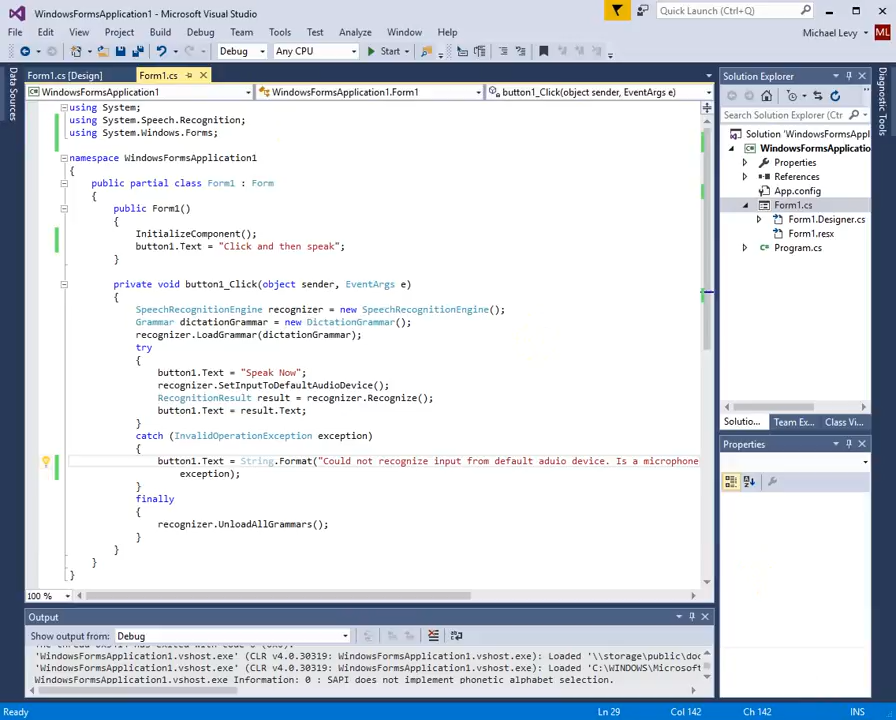 WindowsFormsApplication1 - Microsoft Visual Studio
Quick Launch (Ctrl+Q)
File Edit View Project Build Debug Team Tools Test Analyze Window Help
Michael Levy ML
Debug Any CPU Start
Data Sources
Form1.cs [Design] Form1.cs
WindowsFormsApplication1 WindowsFormsApplication1.Form1 button1_Click(object sender, EventArgs e)
using System;
using System.Speech.Recognition;
using System.Windows.Forms;
namespace WindowsFormsApplication1
{
public partial class Form1 : Form
{
public Form1()
{
InitializeComponent();
button1.Text = "Click and then speak";
}
private void button1_Click(object sender, EventArgs e)
{
SpeechRecognitionEngine recognizer = new SpeechRecognitionEngine();
Grammar dictationGrammar = new DictationGrammar();
recognizer.LoadGrammar(dictationGrammar);
try
{
button1.Text = "Speak Now";
recognizer.SetInputToDefaultAudioDevice();
RecognitionResult result = recognizer.Recognize();
button1.Text = result.Text;
}
catch (InvalidOperationException exception)
{
button1.Text = String.Format("Could not recognize input from default aduio device. Is a microphone
exception);
}
finally
{
recognizer.UnloadAllGrammars();
}
}
}
}
100 %
Solution Explorer
Search Solution Explorer (Ctrl
Solution 'WindowsFormsAppl
WindowsFormsApplicatio
Properties
References
App.config
Form1.cs
Form1.Designer.cs
Form1.resx
Program.cs
Solutio... Team Ex... Class Vi...
Properties
Diagnostic Tools
Output
Show output from: Debug
'WindowsFormsApplication1.vshost.exe' (CLR v4.0.30319: WindowsFormsApplication1.vshost.exe): Loaded '\\storage\public\doc
'WindowsFormsApplication1.vshost.exe' (CLR v4.0.30319: WindowsFormsApplication1.vshost.exe): Loaded 'C:\WINDOWS\Microsoft
WindowsFormsApplication1.vshost.exe Information: 0 : SAPI does not implement phonetic alphabet selection.
Ready Ln 29 Col 142 Ch 142 INS